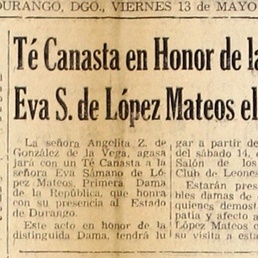 DURANGO, DGO., VIERNES 13 de MAYO
Té Canasta en Honor de la
Eva S. de López Mateos el
La señora Angelita Z. de
González de la Vega, agasa
jará con un Té Canasta a la
señora Eva Sámano de Ló
pez Mateos, Primera Dama
de la República, que honra
con su presencia al Estado
de Durango.
Este acto en honor de la
distinguida Dama, tendrá lu
gar a partir de
del sábado 14, e
Salón de los
Club de Leones
Estarán pres
ples damas de
quienes demost
patía y afecto a
López Mateos c
su visita a esta